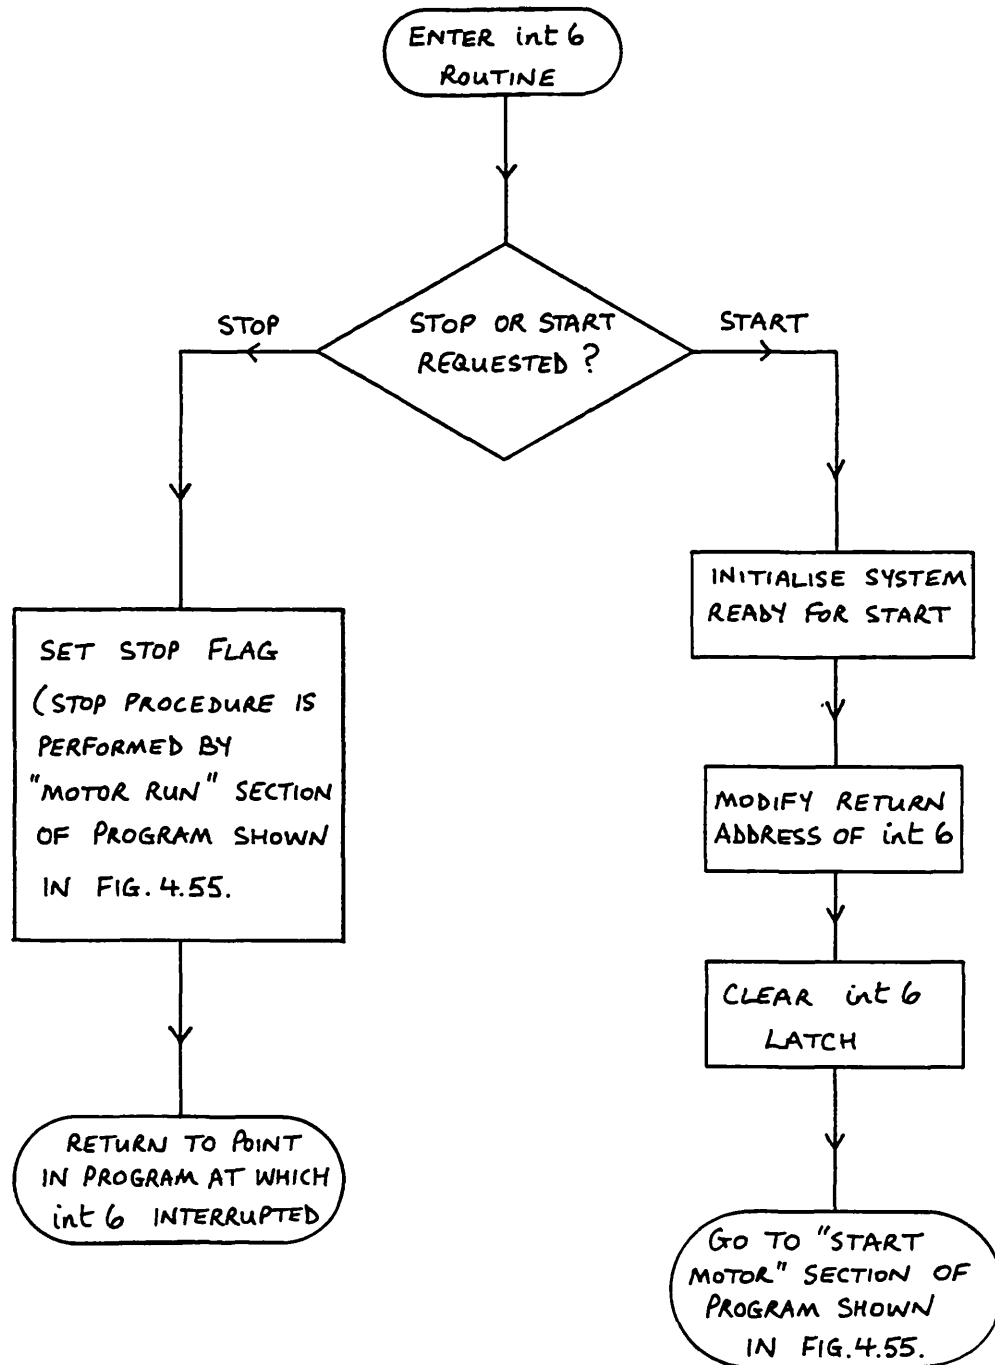 ENTER int 6
ROUTINE
STOP OR START
REQUESTED ?
STOP
START
SET STOP FLAG
(STOP PROCEDURE IS
PERFORMED BY
"MOTOR RUN" SECTION
OF PROGRAM SHOWN
IN FIG. 4.55.
RETURN TO POINT
IN PROGRAM AT WHICH
int 6 INTERRUPTED
INITIALISE SYSTEM
READY FOR START
MODIFY RETURN
ADDRESS OF int 6
CLEAR int 6
LATCH
GO TO "START
MOTOR" SECTION OF
PROGRAM SHOWN
IN FIG. 4.55.